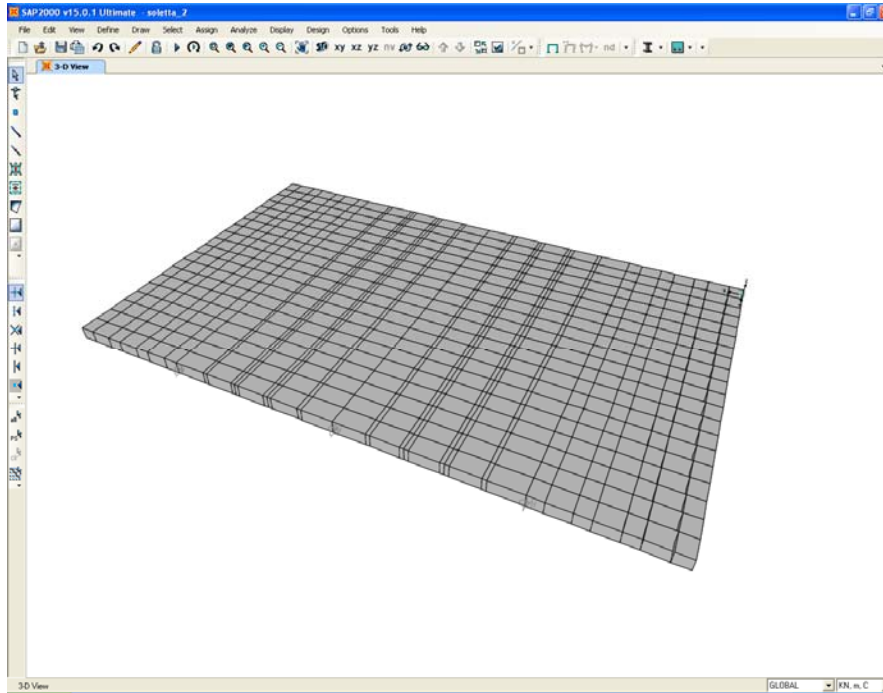 SAP2000 v15.0.1 Ultimate - soletta_2
File Edit View Define Draw Select Assign Analyze Display Design Options Tools Help
xy xz yz nv nd
3-D View
3-D View GLOBAL KN, m, C